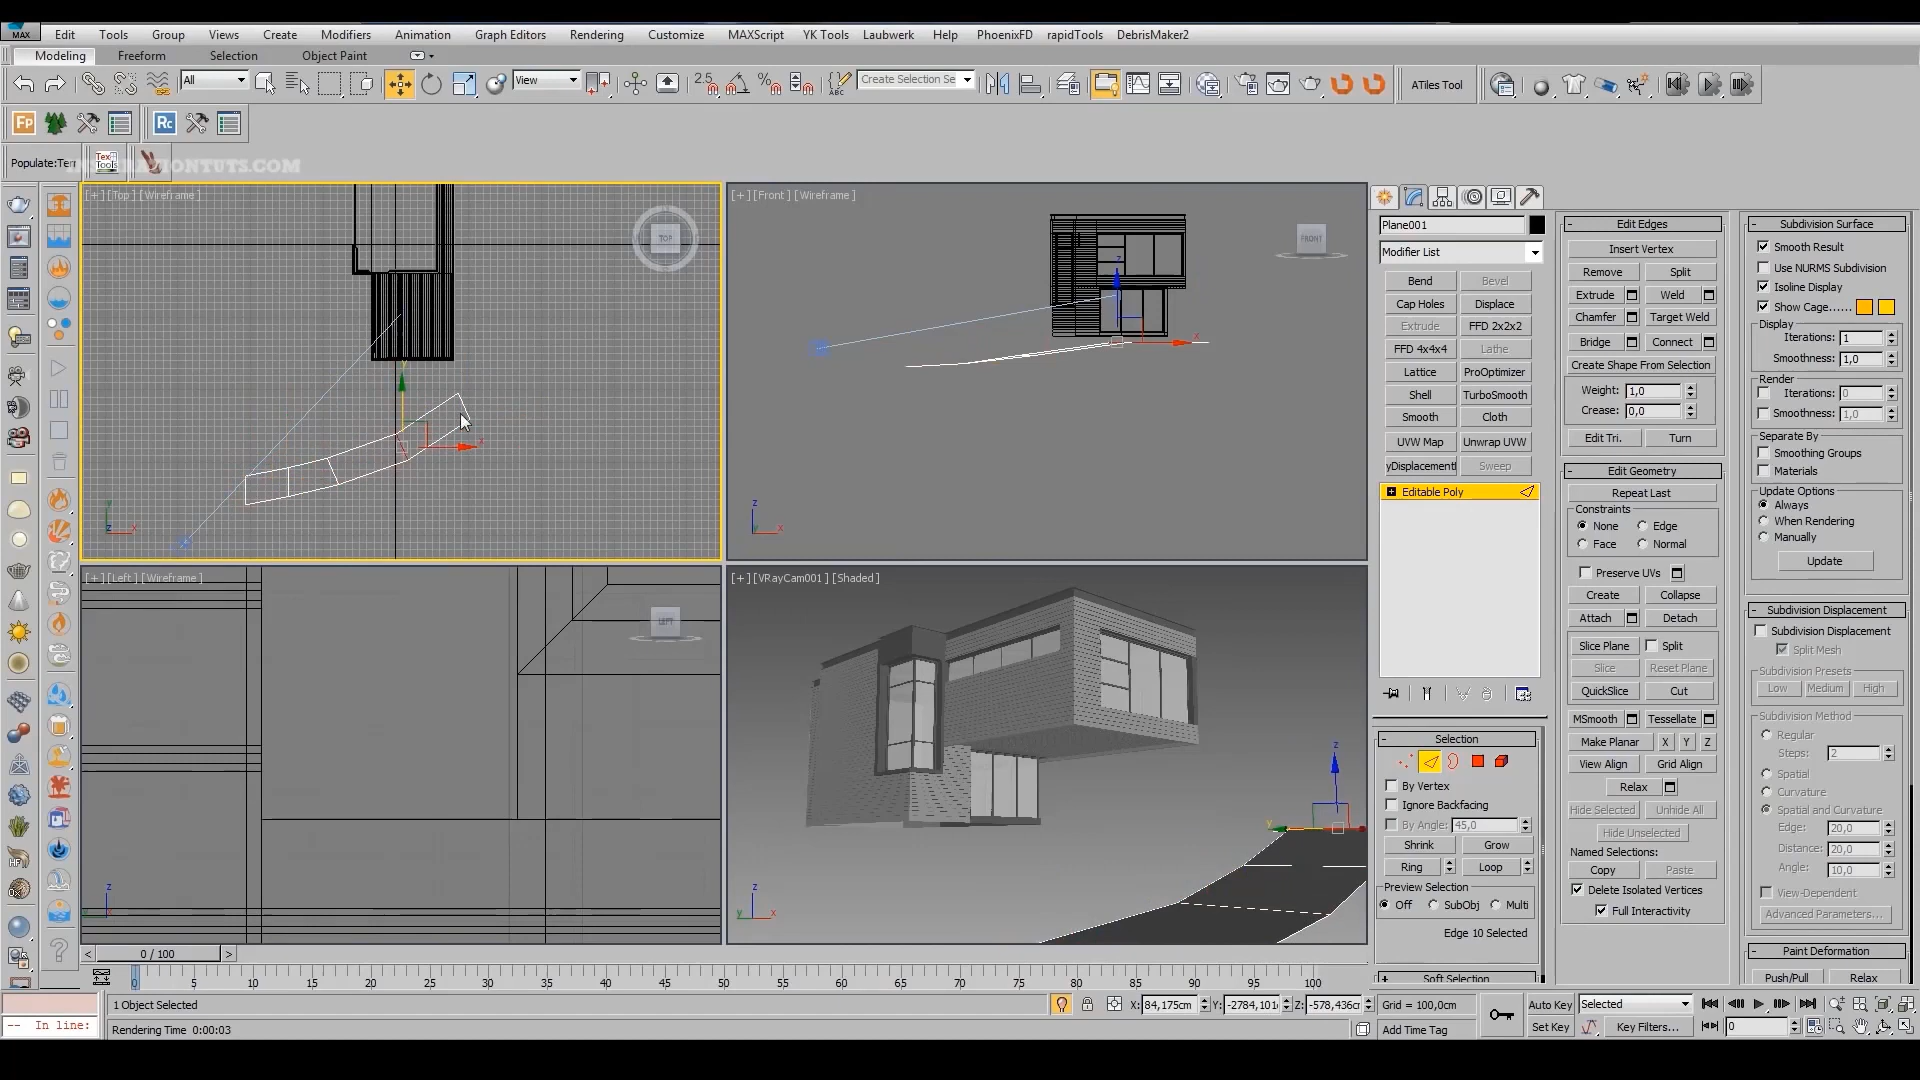 MAX Edit Tools Group Views Create Modifiers Animation Graph Editors Rendering Customize MAXScript YK Tools Laubwerk Help PhoenixFD rapidTools DebrisMaker2
Modeling Freeform Selection Object Paint
All View 2.5 Create Selection Se ATiles Tool
Fp Rc
Populate:Terr Tex Tools
[+] [Top] [Wireframe]
TOP
[+] [Front] [Wireframe]
FRONT
[+] [Left] [Wireframe]
LEFT
[+] [VRayCam001] [Shaded]
Plane001
Modifier List
Bend Bevel
Cap Holes Displace
Extrude FFD 2x2x2
FFD 4x4x4 Lathe
Lattice ProOptimizer
Shell TurboSmooth
Smooth Cloth
UVW Map Unwrap UVW
yDisplacementI Sweep
Editable Poly
Selection
By Vertex
Ignore Backfacing
By Angle: 45,0
Shrink Grow
Ring Loop
Preview Selection
Off SubObj Multi
Edge 10 Selected
Soft Selection
Edit Edges
Insert Vertex
Remove Split
Extrude Weld
Chamfer Target Weld
Bridge Connect
Create Shape From Selection
Weight: 1,0
Crease: 0,0
Edit Tri. Turn
Edit Geometry
Repeat Last
Constraints
None Edge
Face Normal
Preserve UVs
Create Collapse
Attach Detach
Slice Plane Split
Slice Reset Plane
QuickSlice Cut
MSmooth Tessellate
Make Planar X Y Z
View Align Grid Align
Relax
Hide Selected Unhide All
Hide Unselected
Named Selections:
Copy Paste
Delete Isolated Vertices
Full Interactivity
Subdivision Surface
Smooth Result
Use NURMS Subdivision
Isoline Display
Show Cage......
Display
Iterations: 1
Smoothness: 1,0
Render
Iterations: 0
Smoothness: 1,0
Separate By
Smoothing Groups
Materials
Update Options
Always
When Rendering
Manually
Update
Subdivision Displacement
Subdivision Displacement
Split Mesh
Subdivision Presets
Low Medium High
Subdivision Method
Regular
Steps: 2
Spatial
Curvature
Spatial and Curvature
Edge: 20,0
Distance: 20,0
Angle: 10,0
View-Dependent
Advanced Parameters...
Paint Deformation
Push/Pull Relax
< 0 / 100 >
0 5 10 15 20 25 30 35 40 45 50 55 60 65 70 75 80 85 90 95 100
1 Object Selected X: 84,175cm Y: -2784,101 Z: -578,436cr Grid = 100,0cm Auto Key Selected
-- In line: Rendering Time 0:00:03 Add Time Tag Set Key Key Filters... 0